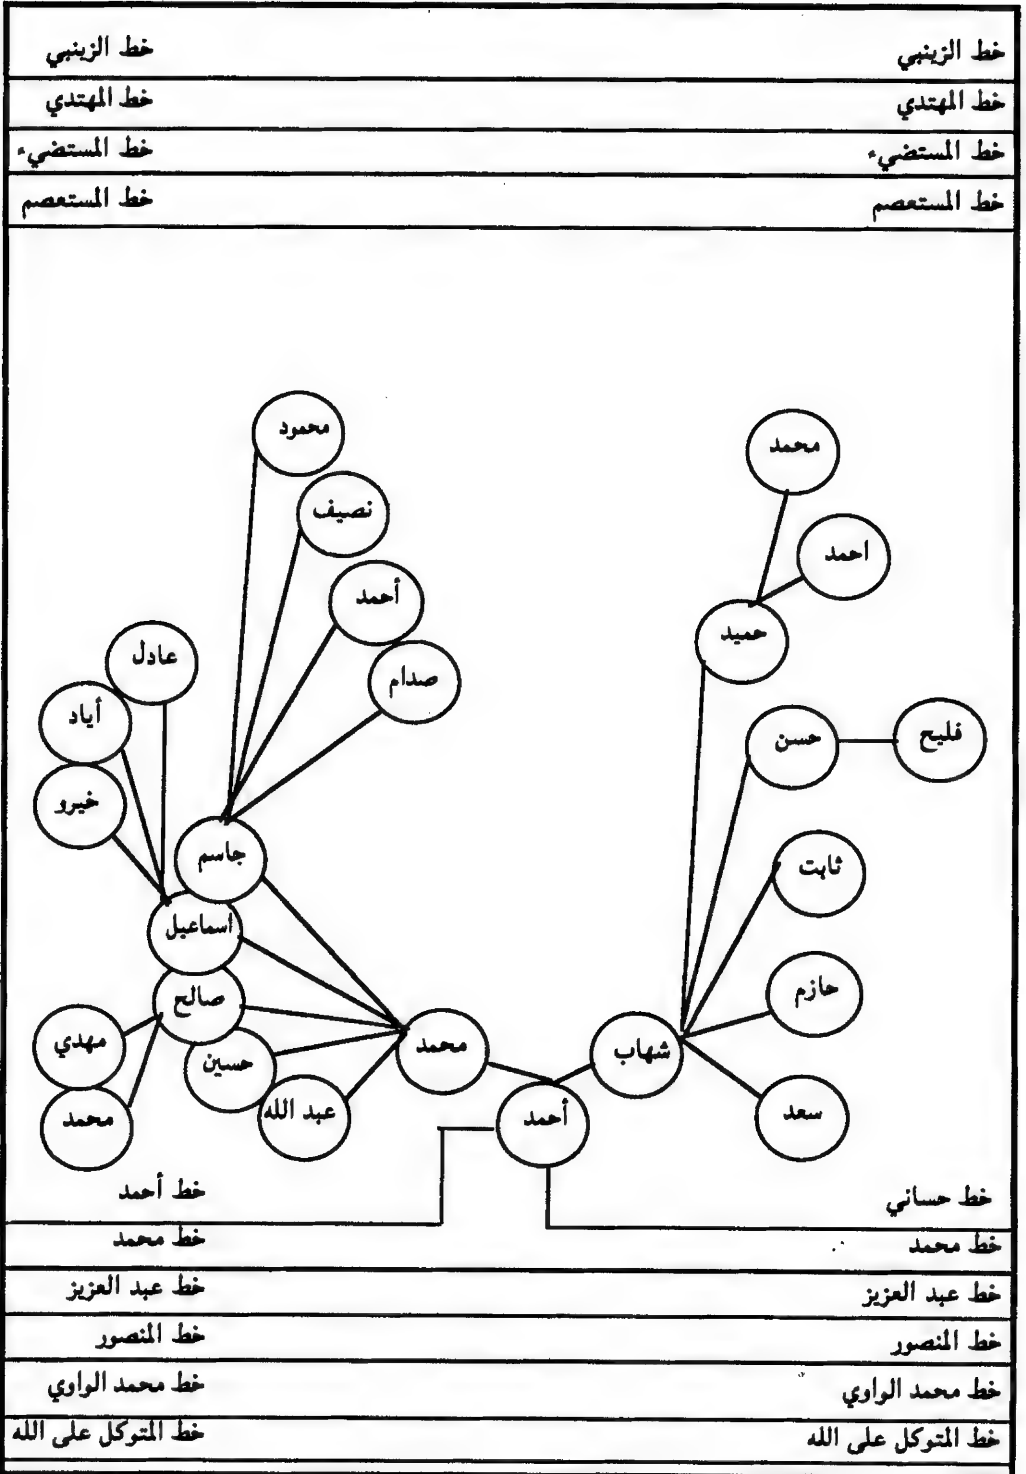 خط الزينبي خط الزينبي
خط المهتدي خط المهتدي
خط المستضيء خط المستضيء
خط المستعصم خط المستعصم
محمد
محمود
نصيف
احمد
أحمد
حميد
صدام
عادل
فليح
حسن
أياد
خيرو
ثابت
جاسم
اسماعيل
حازم
صالح
شهاب
محمد
مهدي
حسين
سعد
أحمد
عبد الله
محمد
خط حساني خط أحمد
خط محمد خط محمد
خط عبد العزيز خط عبد العزيز
خط المنصور خط المنصور
خط محمد الراوي خط محمد الراوي
خط المتوكل على الله خط المتوكل على الله